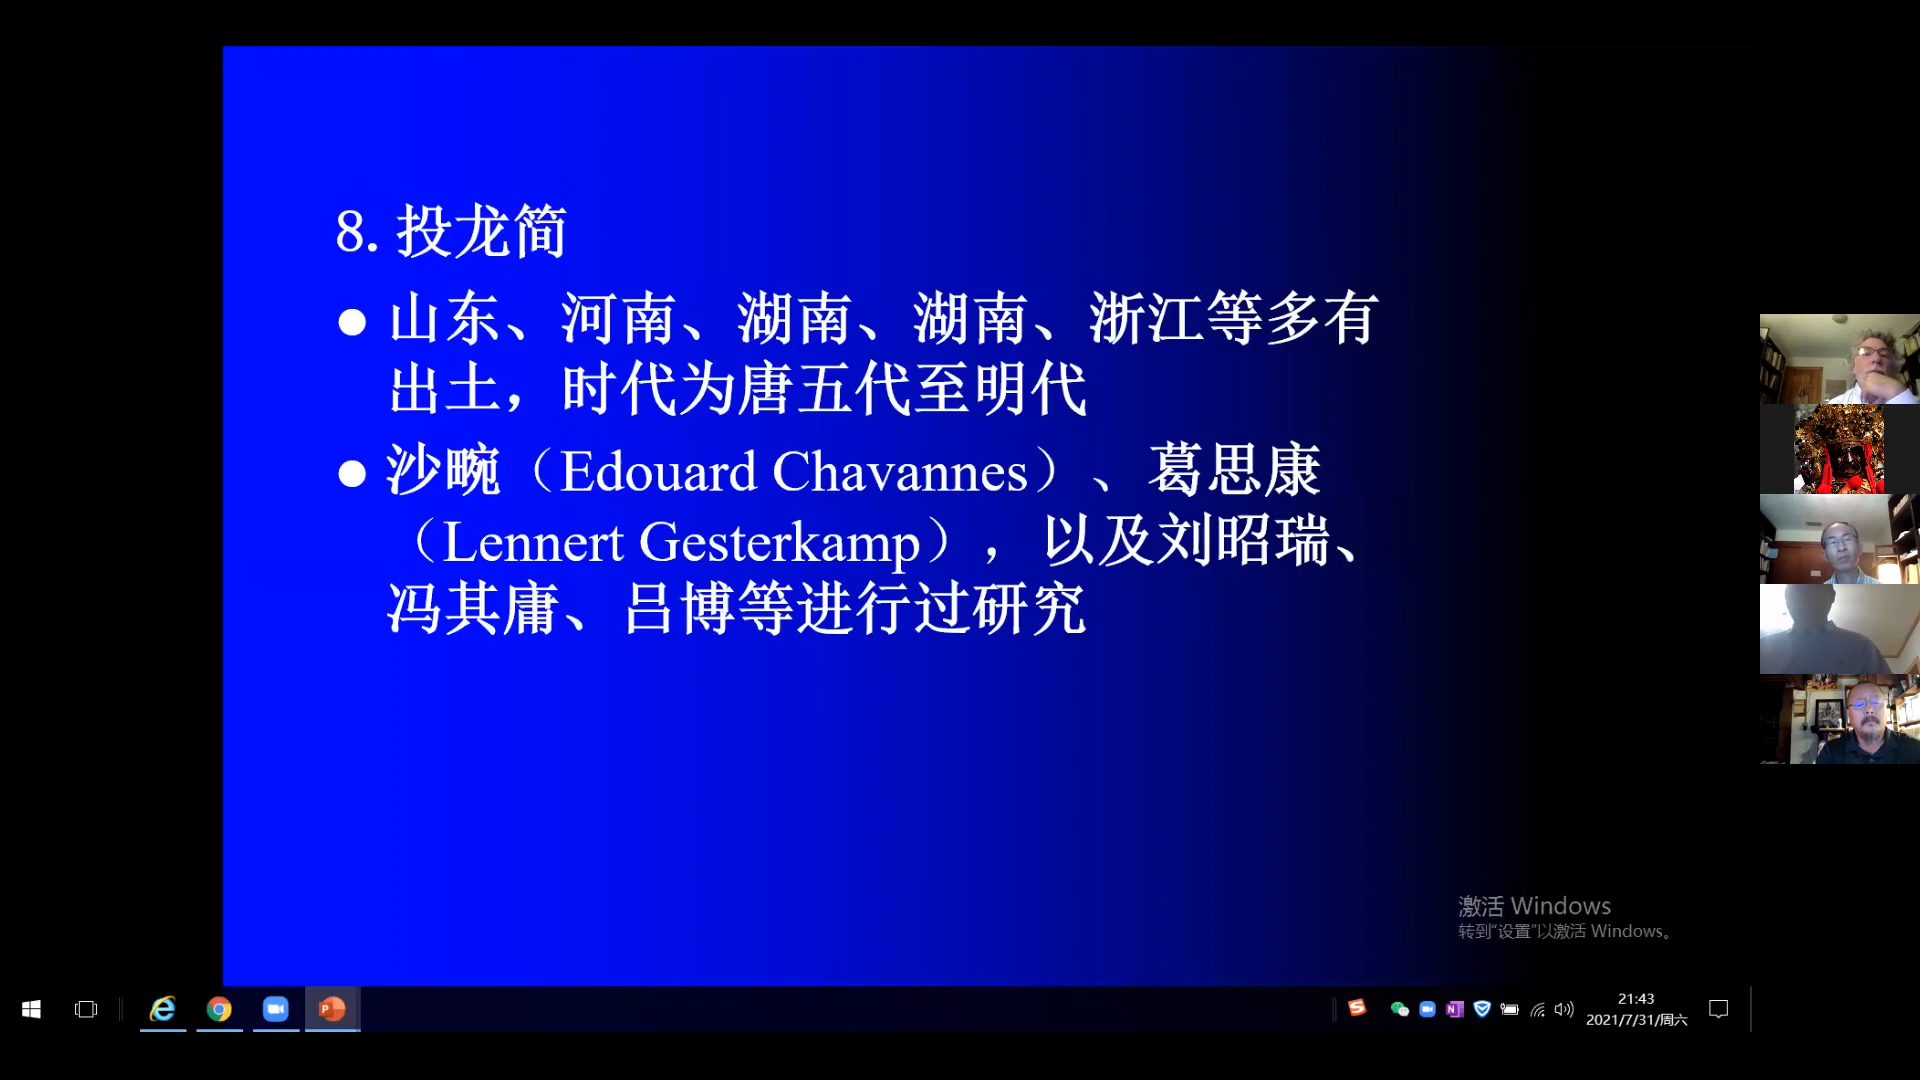 8. 投龙简
● 山东、河南、湖南、湖南、浙江等多有
出土，时代为唐五代至明代
● 沙畹（Edouard Chavannes）、葛思康
（Lennert Gesterkamp），以及刘昭瑞、
冯其庸、吕博等进行过研究
激活 Windows
转到“设置”以激活 Windows。
21:43
2021/7/31/周六